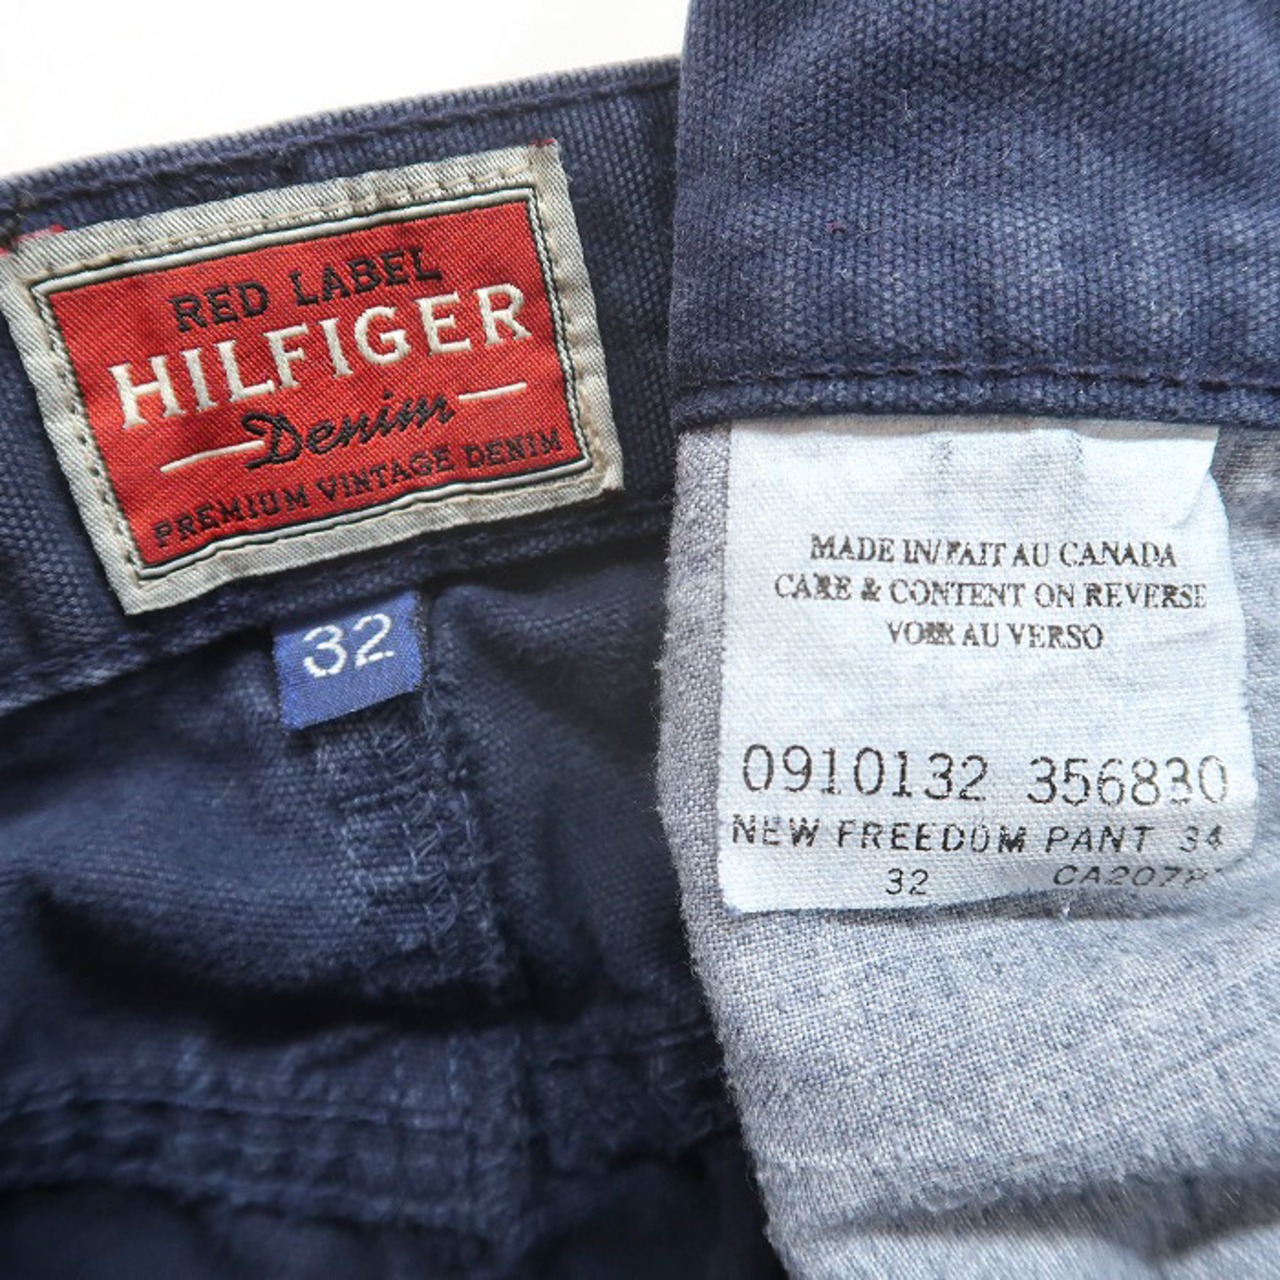 RED LABEL
HILFIGER
Denim
PREMIUM VINTAGE DENIM
32
MADE IN/FAIT AU CANADA
CARE & CONTENT ON REVERSE
VOIR AU VERSO
0910132 356830
NEW FREEDOM PANT 34
32